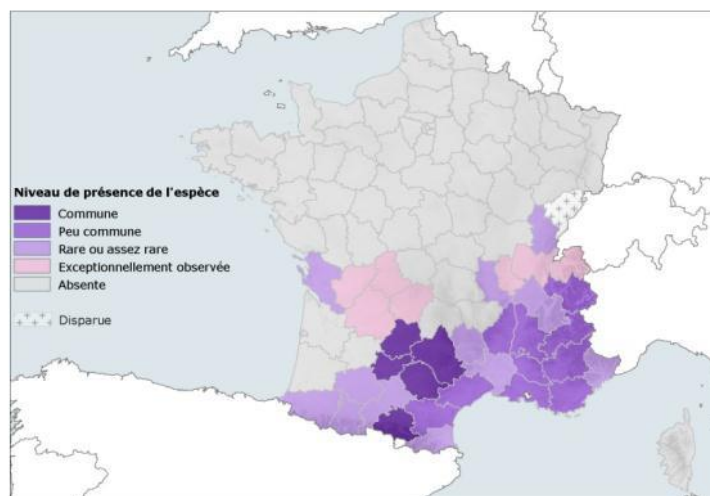 Niveau de présence de l'espèce
Commune
Peu commune
Rare ou assez rare
Exceptionnellement observée
Absente
Disparue